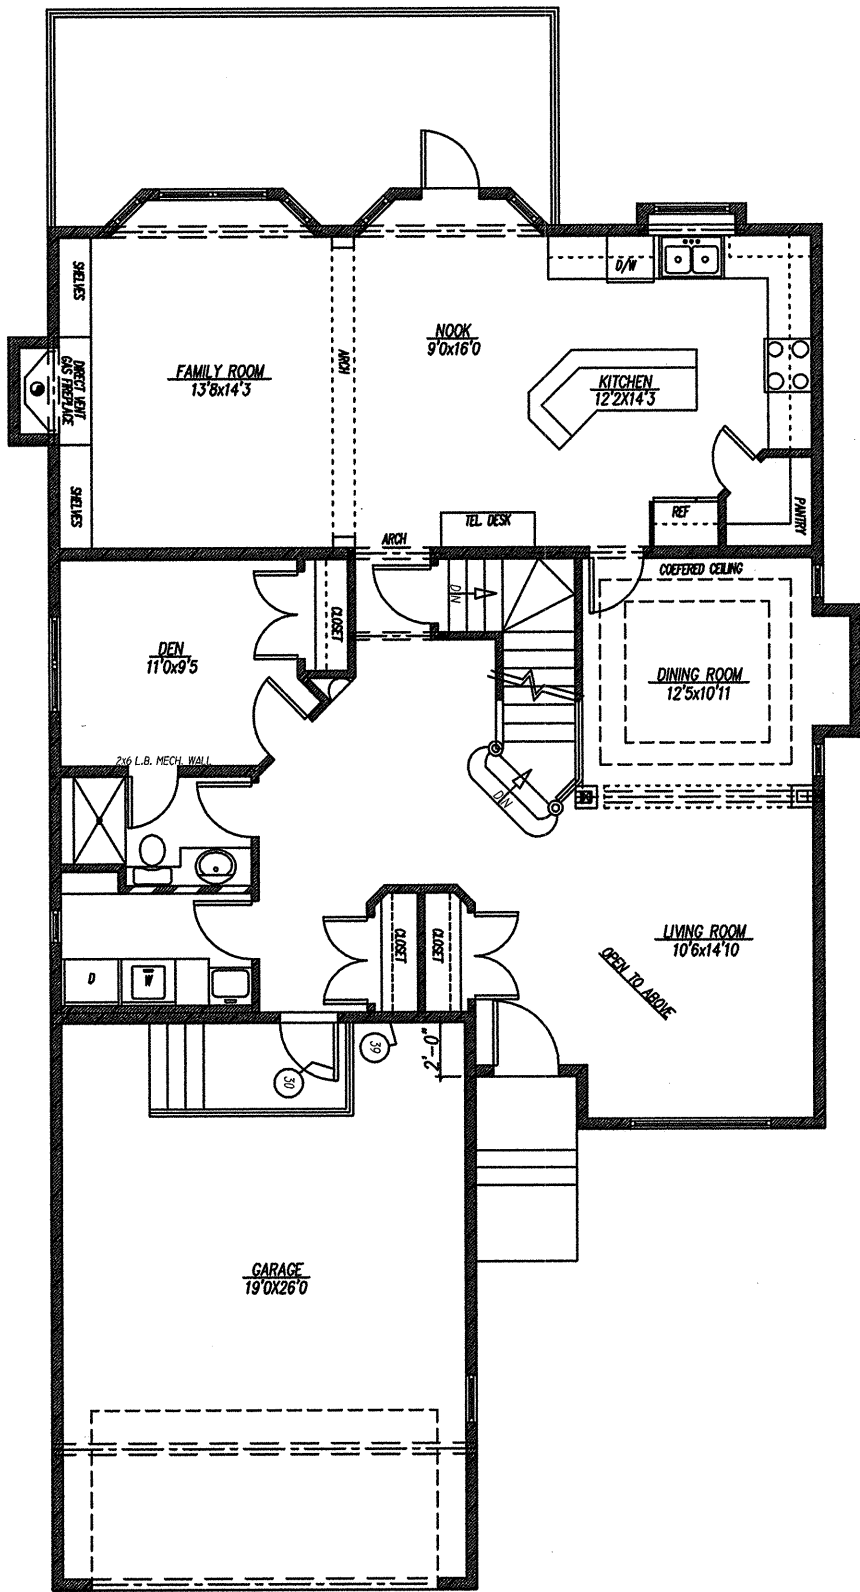 D/W
SHELVES
NOOK
9'0x16'0
ARCH
DIRECT VENT
GAS FIREPLACE
FAMILY ROOM
13'8x14'3
KITCHEN
12'2X14'3
SHELVES
PANTRY
REF
TEL. DESK
ARCH
COEFERED CEILING
DN
CLOSET
DEN
11'0x9'5
DINING ROOM
12'5x10'11
2x6 L.B. MECH. WALL
DN
LIVING ROOM
10'6x14'10
CLOSET
CLOSET
OPEN TO ABOVE
D
W
39
2'-0"
30
GARAGE
19'0X26'0